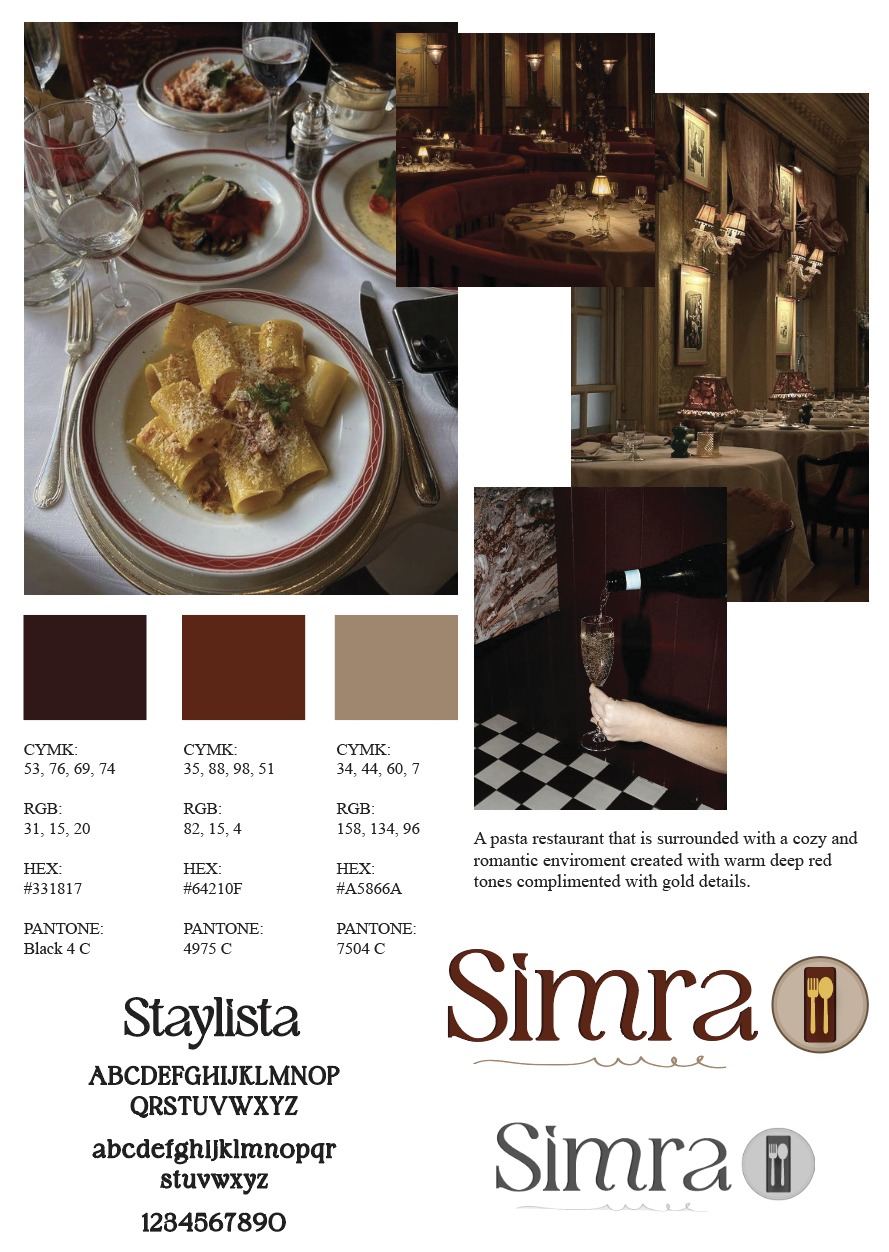 CYMK:
53, 76, 69, 74
RGB:
31, 15, 20
HEX:
#331817
PANTONE:
Black 4 C
CYMK:
35, 88, 98, 51
RGB:
82, 15, 4
HEX:
#64210F
PANTONE:
4975 C
CYMK:
34, 44, 60, 7
RGB:
158, 134, 96
HEX:
#A5866A
PANTONE:
7504 C
A pasta restaurant that is surrounded with a cozy and
romantic enviroment created with warm deep red
tones complimented with gold details.
Staylista
ABCDEFGHIJKLMNOP
QRSTUVWXYZ
abcdefghijklmnopqr
stuvwxyz
1234567890
Simra
Simra